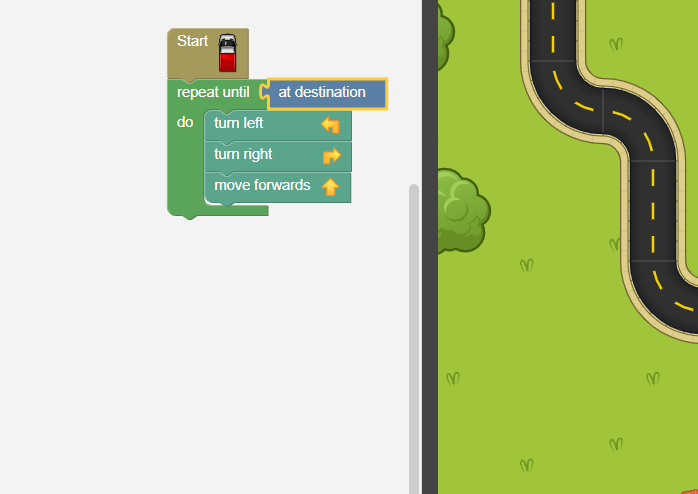 Start
repeat until at destination
do turn left
turn right
move forwards